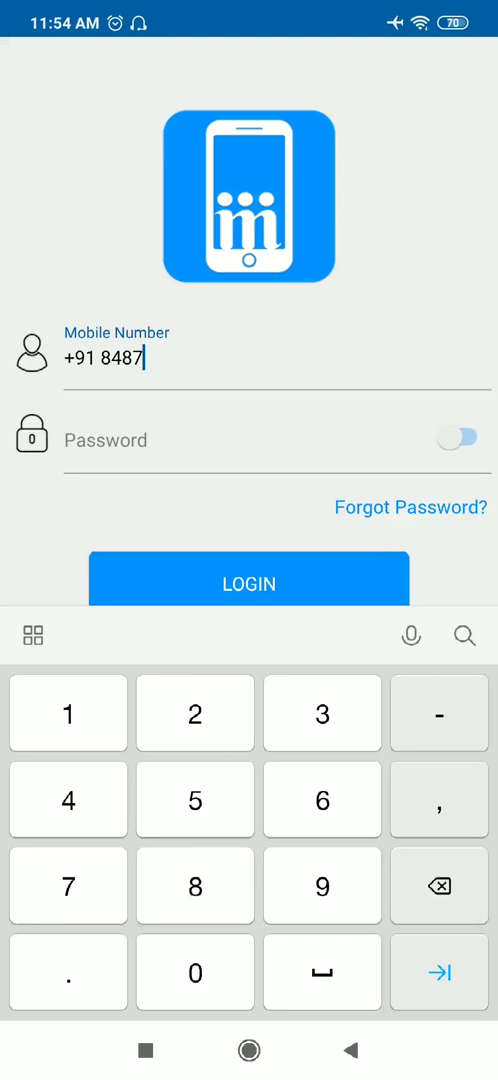 11:54 AM 70
Mobile Number
+91 8487
0
Password
Forgot Password?
LOGIN
1 2 3 -
4 5 6 ,
7 8 9
. 0